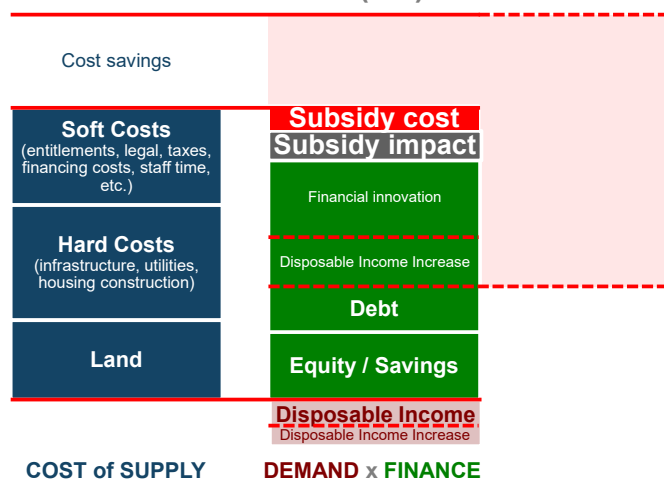 Cost savings
Soft Costs
(entitlements, legal, taxes,
financing costs, staff time,
etc.)
Hard Costs
(infrastructure, utilities,
housing construction)
Land
Subsidy cost
Subsidy impact
Financial innovation
Disposable Income Increase
Debt
Equity / Savings
Disposable Income
Disposable Income Increase
COST of SUPPLY
DEMAND x FINANCE